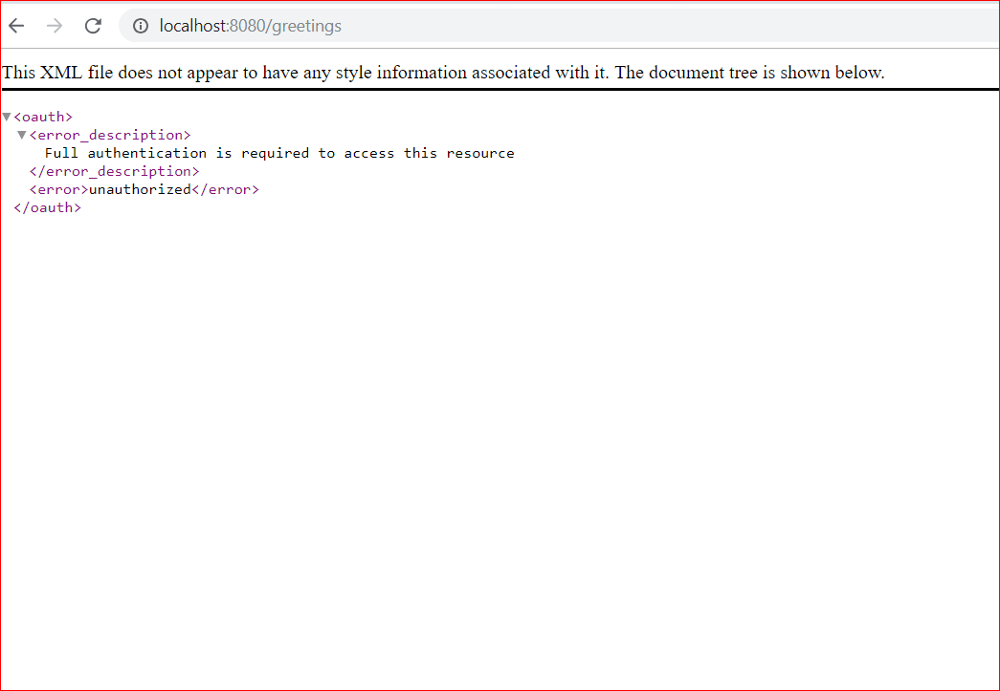 localhost:8080/greetings
This XML file does not appear to have any style information associated with it. The document tree is shown below.
<oauth>
<error_description>
Full authentication is required to access this resource
</error_description>
<error>unauthorized</error>
</oauth>